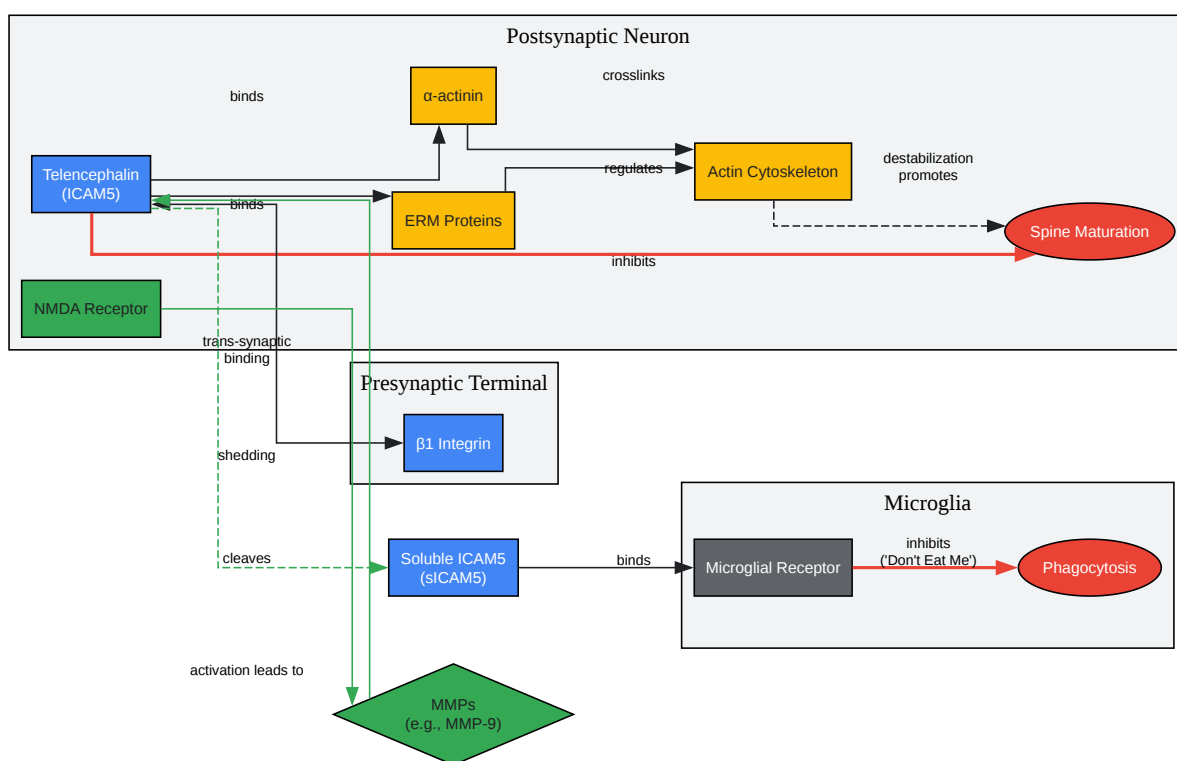 Postsynaptic Neuron
crosslinks
binds
α-actinin
Telencephalin
(ICAM5)
regulates
Actin Cytoskeleton
destabilization
promotes
binds
ERM Proteins
Spine Maturation
inhibits
NMDA Receptor
trans-synaptic
binding
Presynaptic Terminal
β1 Integrin
shedding
Microglia
cleaves
Soluble ICAM5
(sICAM5)
binds
Microglial Receptor
inhibits
('Don't Eat Me')
Phagocytosis
activation leads to
MMPs
(e.g., MMP-9)